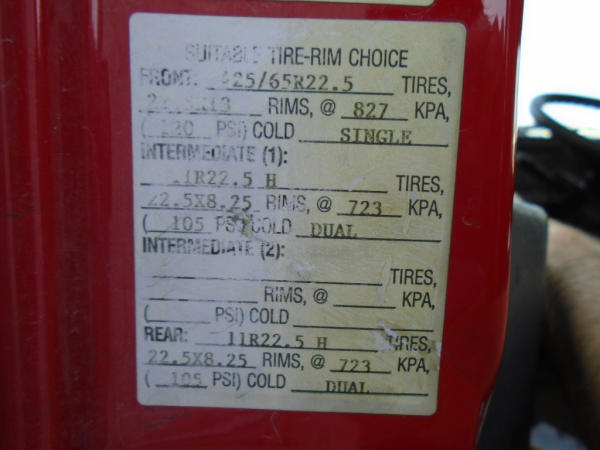 SUITABLE TIRE-RIM CHOICE
FRONT: 425/65R22.5 TIRES,
RIMS, @ 827 KPA,
(120 PSI) COLD SINGLE
INTERMEDIATE (1):
11R22.5 H TIRES,
22.5X8.25 RIMS, @ 723 KPA,
(105 PSI) COLD DUAL
INTERMEDIATE (2):
TIRES,
RIMS, @ KPA,
( PSI) COLD
REAR: 11R22.5 H TIRES,
22.5X8.25 RIMS, @ 723 KPA,
(105 PSI) COLD DUAL